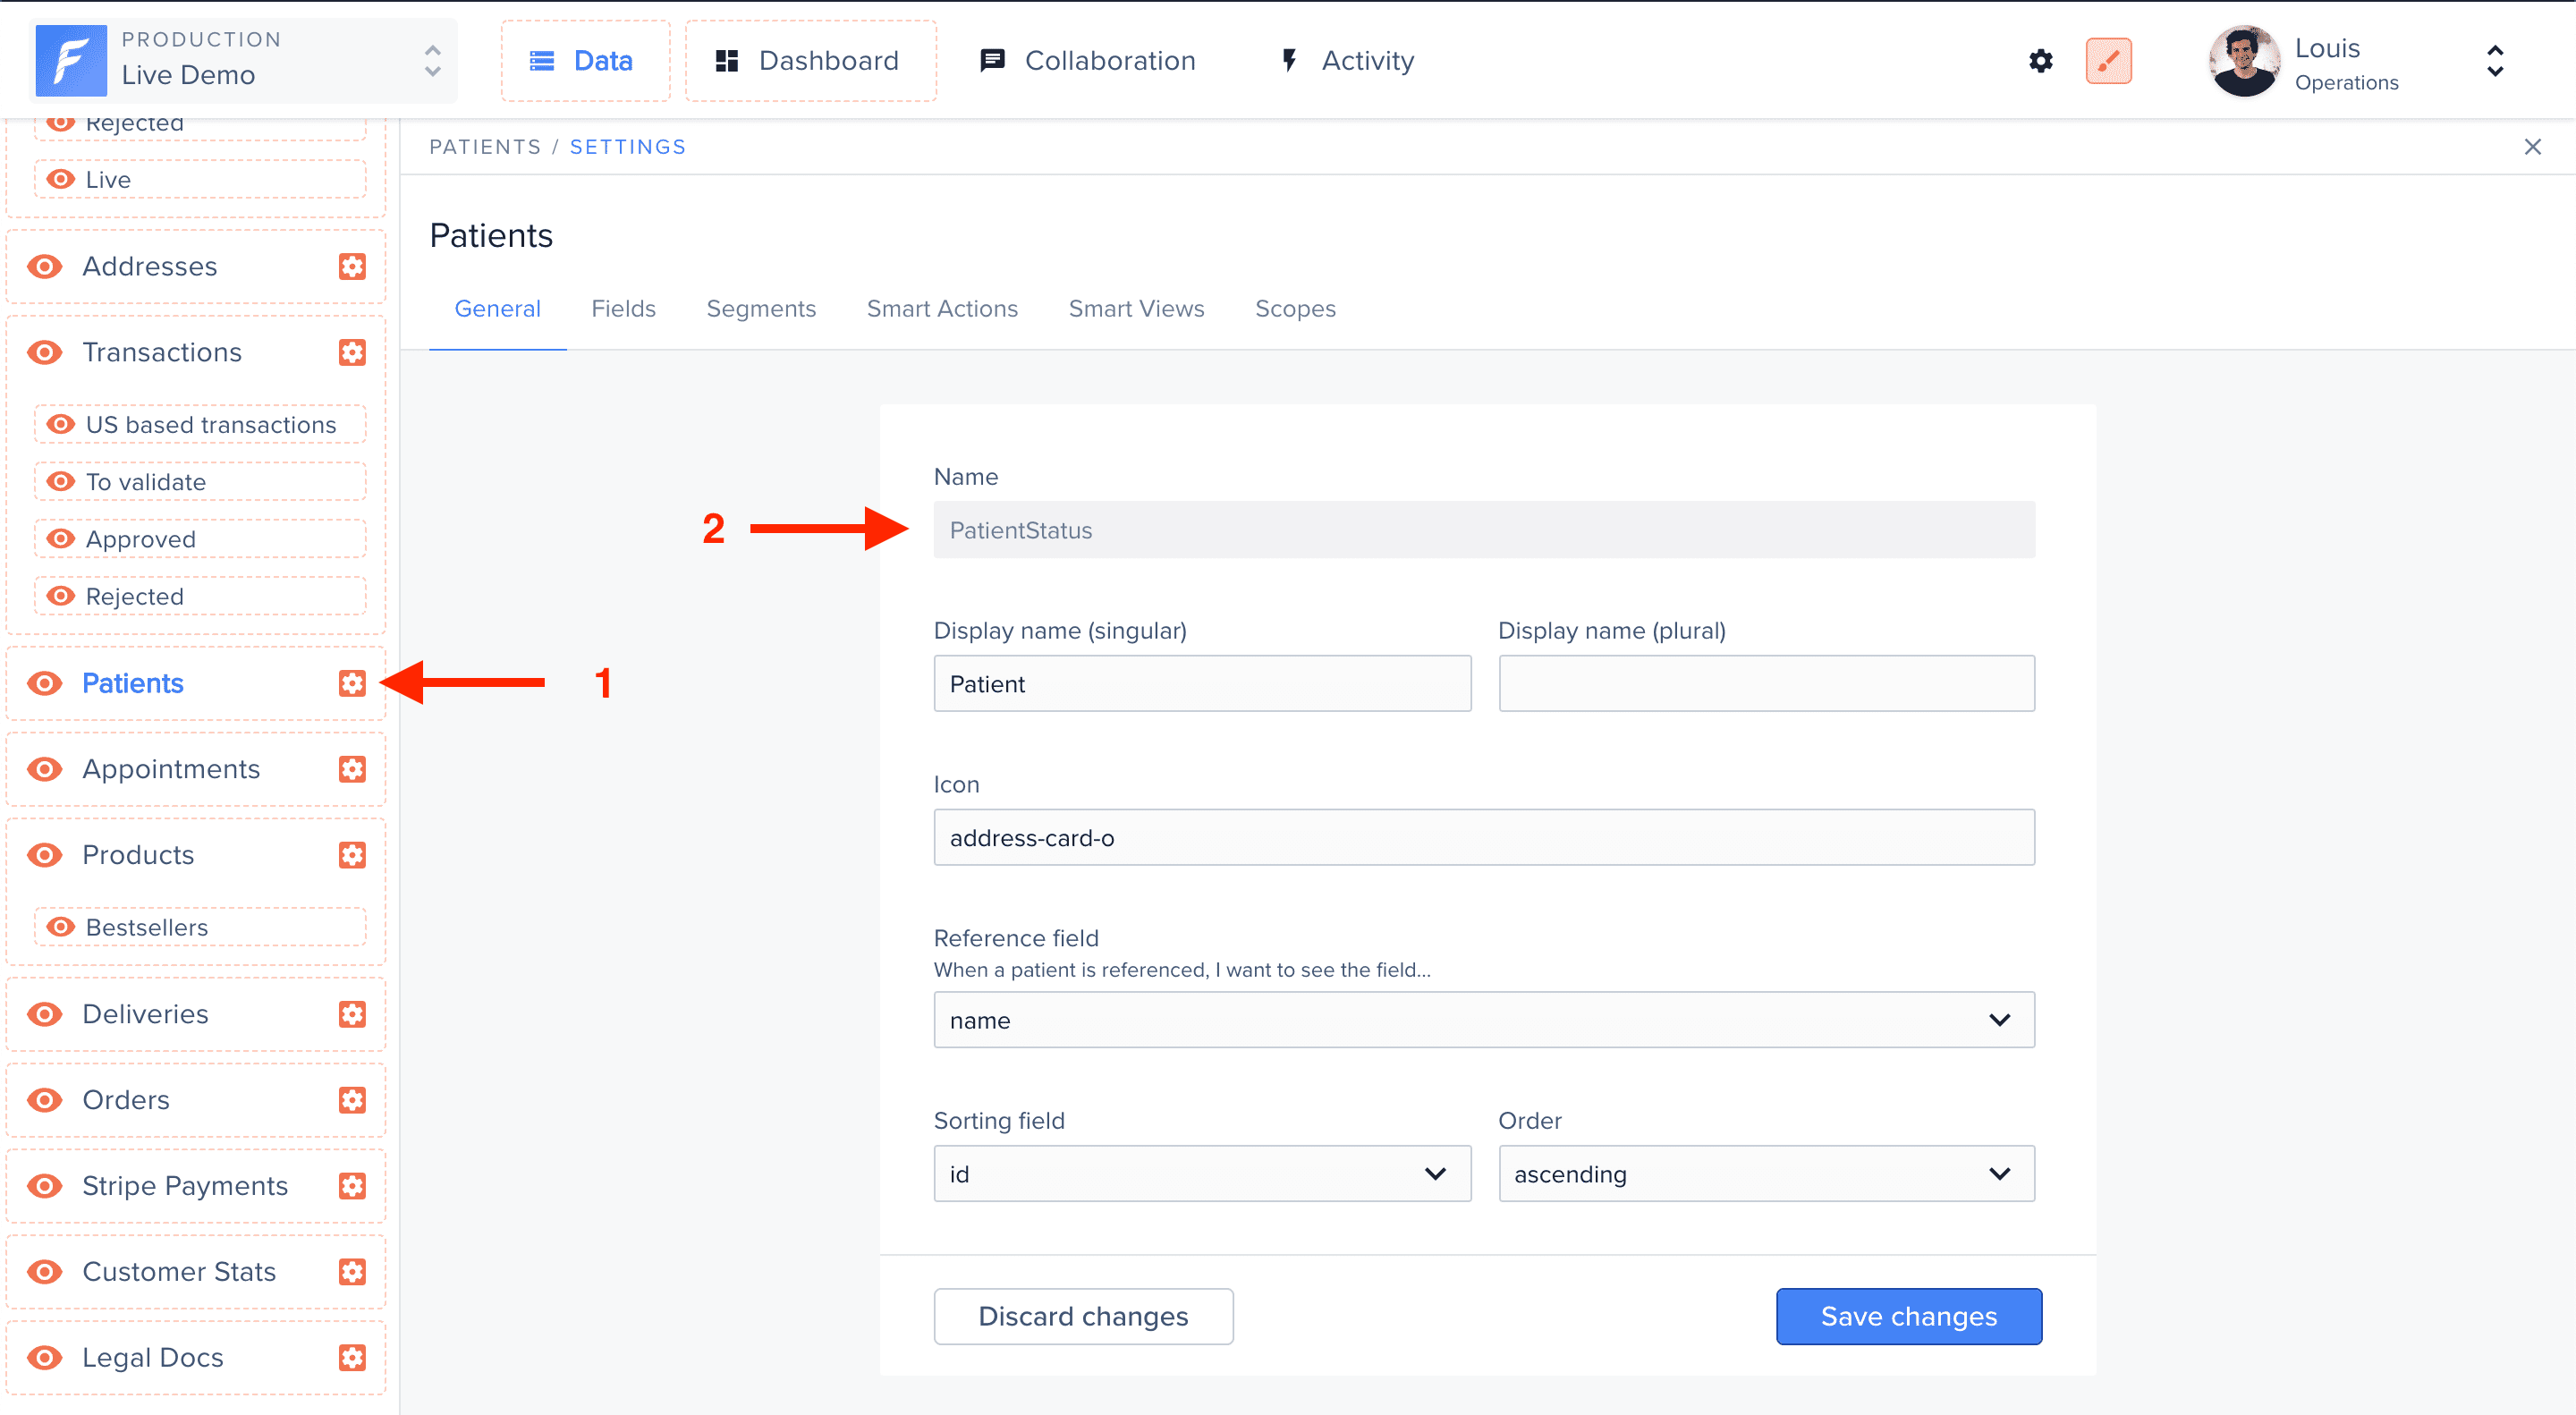 PRODUCTION
Live Demo
Data
Dashboard
Collaboration
Activity
Louis
Operations
Rejected
Live
Addresses
Transactions
US based transactions
To validate
Approved
Rejected
Patients
Appointments
Products
Bestsellers
Deliveries
Orders
Stripe Payments
Customer Stats
Legal Docs
1
PATIENTS / SETTINGS
Patients
General Fields Segments Smart Actions Smart Views Scopes
2
Name
PatientStatus
Display name (singular)
Display name (plural)
Patient
Icon
address-card-o
Reference field
When a patient is referenced, I want to see the field...
name
Sorting field
Order
id
ascending
Discard changes
Save changes